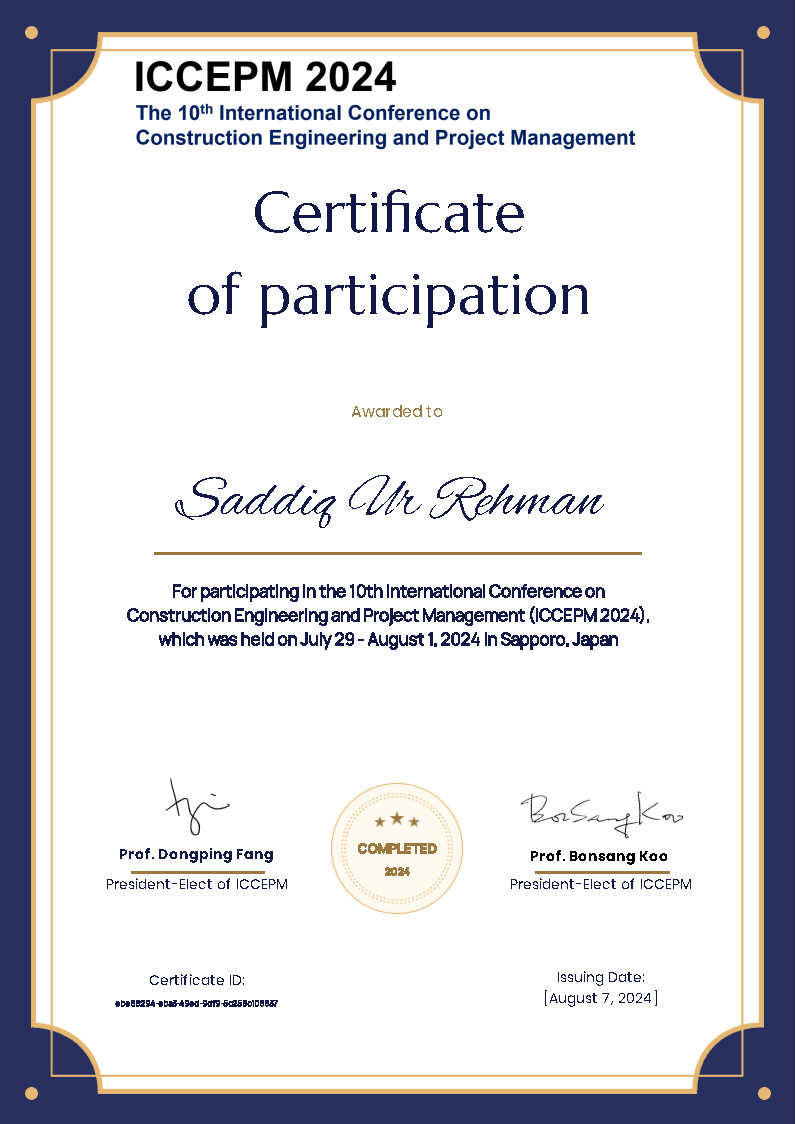 ICCEPM 2024
The 10th International Conference on
Construction Engineering and Project Management
Certificate
of participation
Awarded to
Saddiq Ur Rehman
For participating in the 10th International Conference on
Construction Engineering and Project Management (ICCEPM 2024),
which was held on July 29 - August 1, 2024 in Sapporo, Japan
BonSang Koo
COMPLETED
2024
Prof. Dongping Fang
Prof. Bonsang Koo
President-Elect of ICCEPM
President-Elect of ICCEPM
Certificate ID:
Issuing Date:
[August 7, 2024]